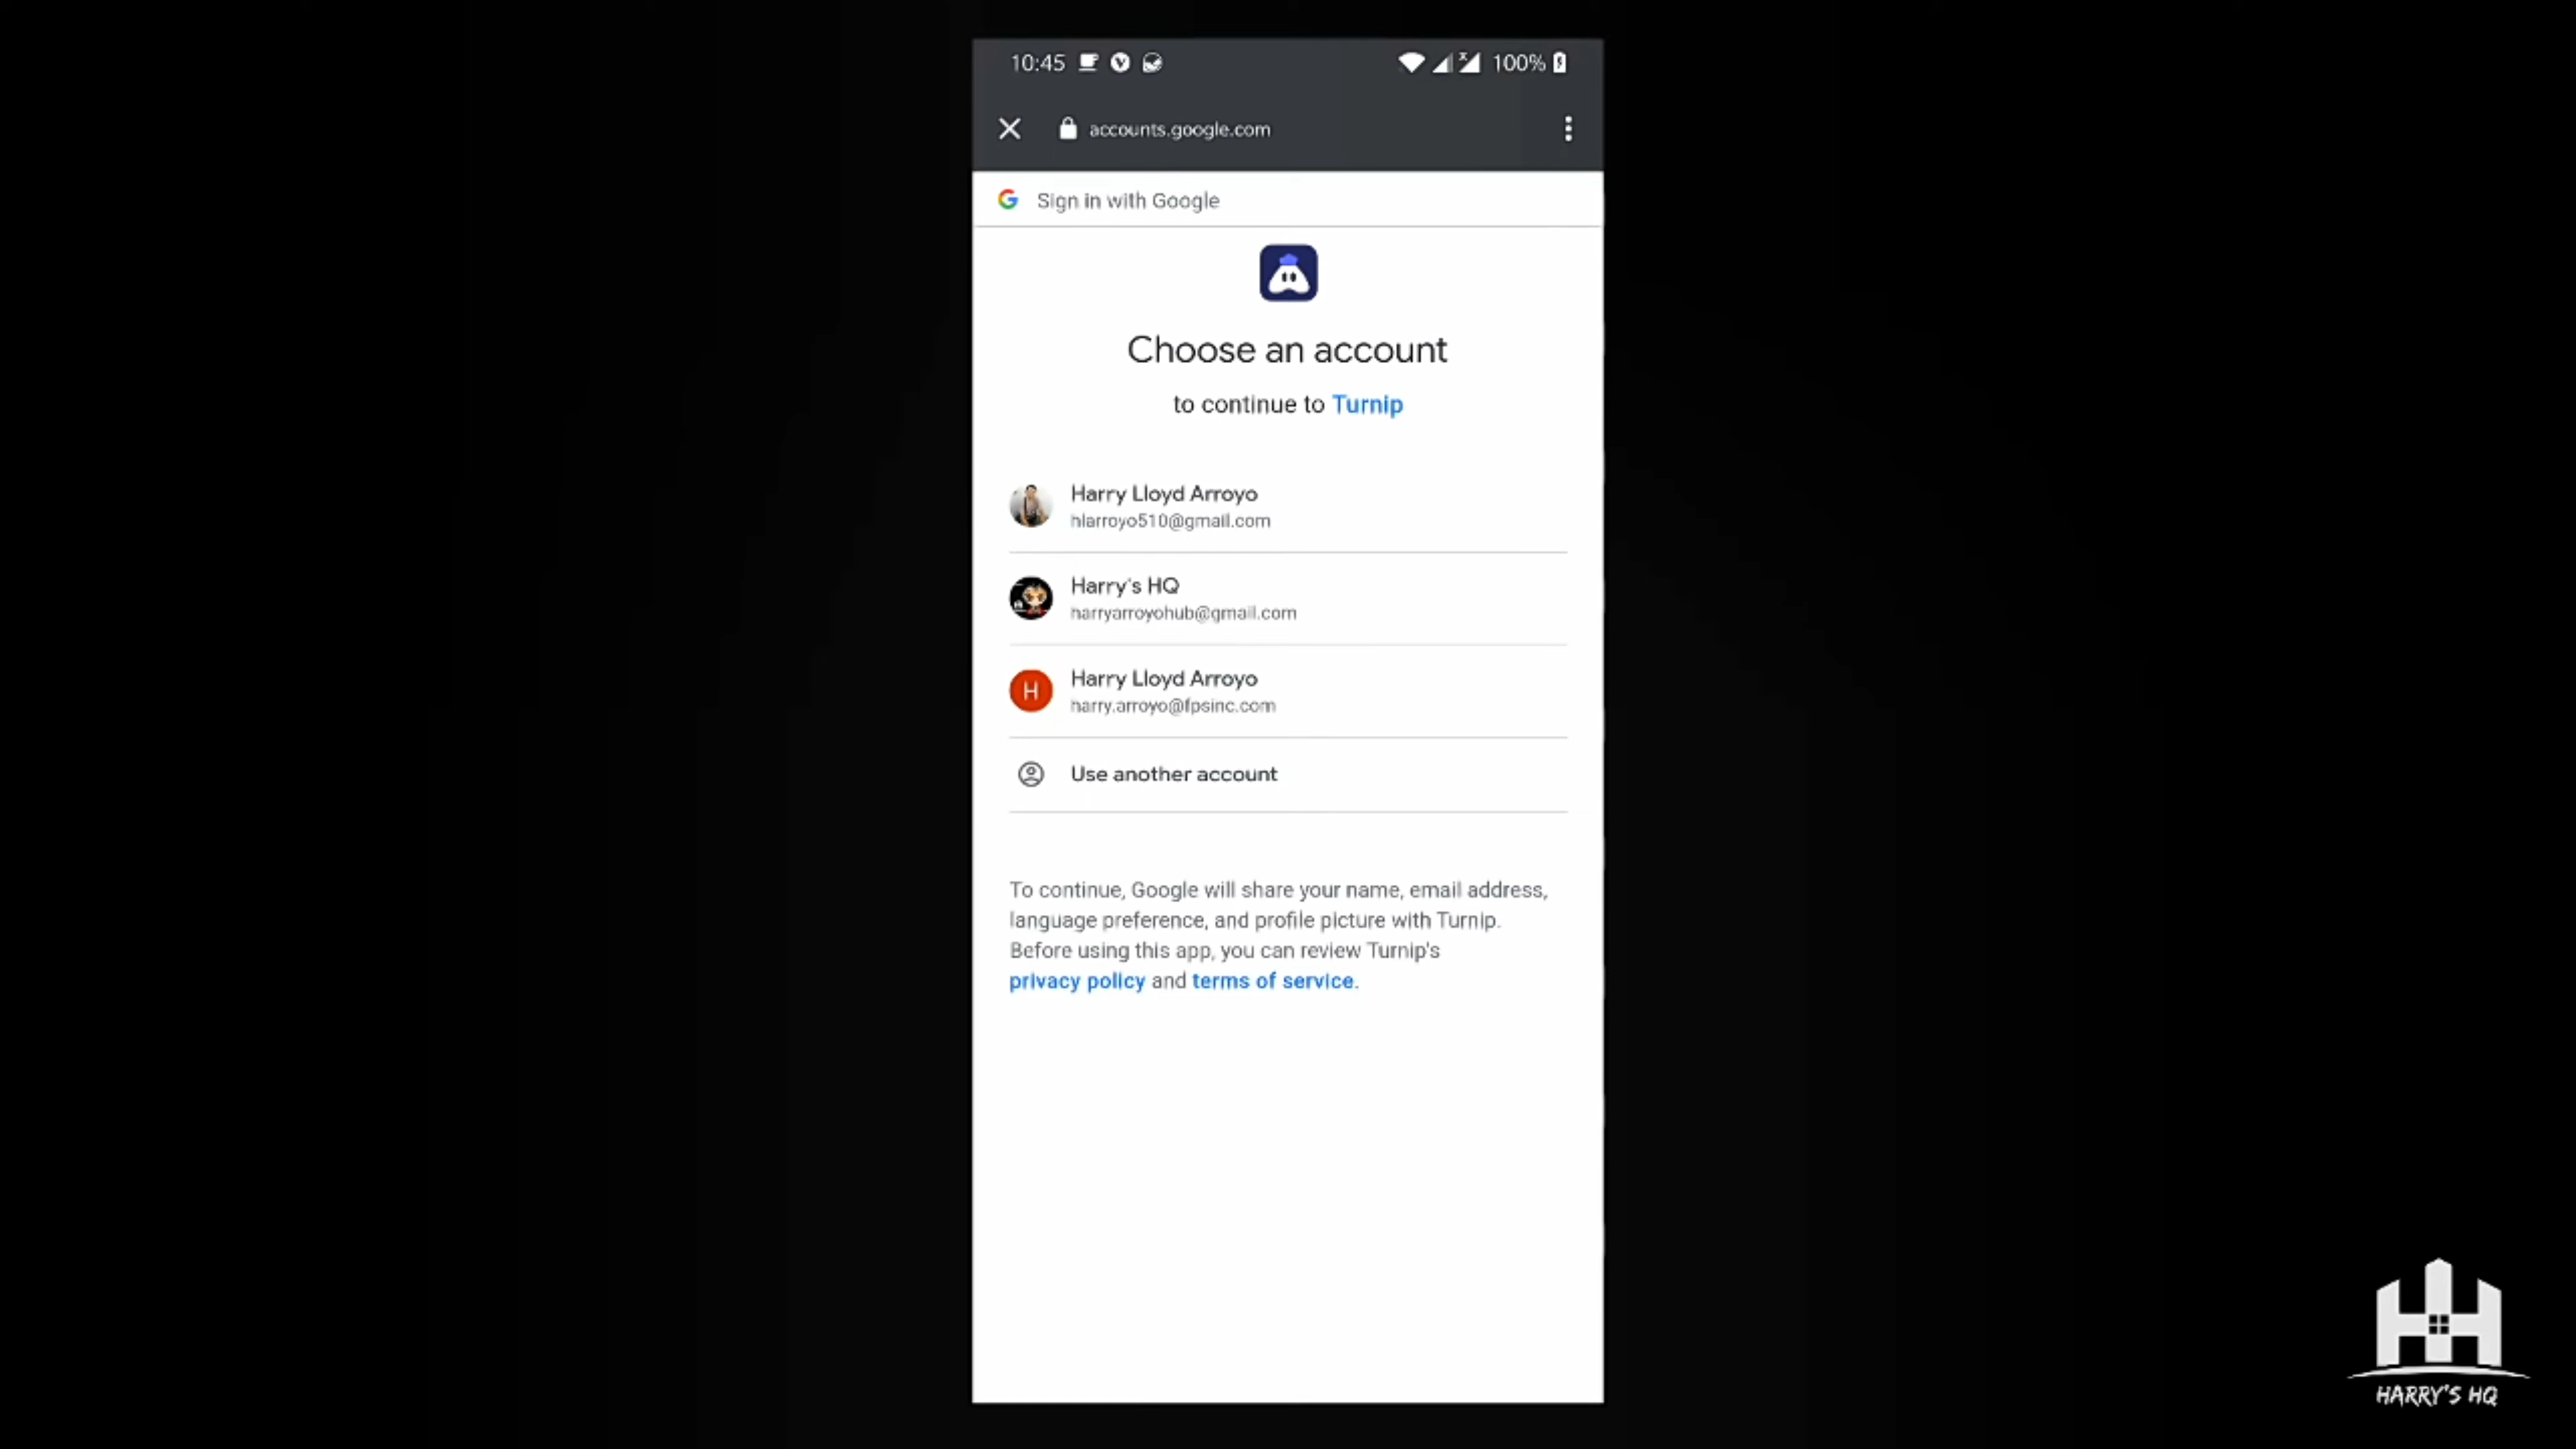 10:45
100%
accounts.google.com
Sign in with Google
Choose an account
to continue to Turnip
Harry Lloyd Arroyo
hlarroyo510@gmail.com
Harry's HQ
harryarroyohub@gmail.com
H
Harry Lloyd Arroyo
harry.arroyo@fpsinc.com
Use another account
To continue, Google will share your name, email address,
language preference, and profile picture with Turnip.
Before using this app, you can review Turnip's
privacy policy and terms of service.
HARRY'S HQ